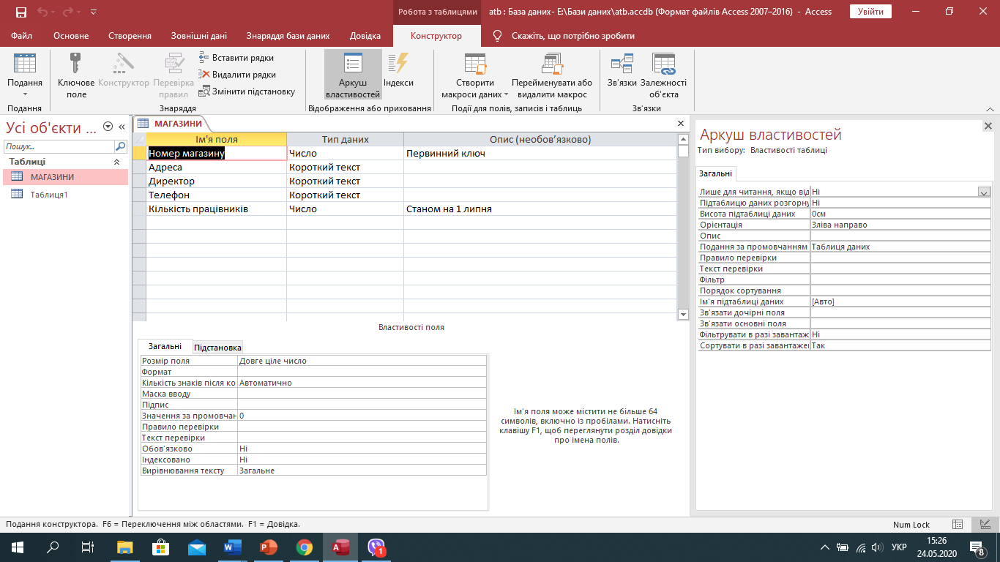 Робота з таблицями
atb : База даних- E:\Бази даних\atb.accdb (Формат файлів Access 2007–2016) - Access
Увійти
Файл Основне Створення Зовнішні дані Знаряддя бази даних Довідка Конструктор Скажіть, що потрібно зробити
Подання
Ключове поле
Конструктор
Перевірка правил
Вставити рядки
Видалити рядки
Змінити підстановку
Аркуш властивостей
Індекси
Створити макроси даних
Перейменувати або видалити макрос
Зв'язки
Залежності об'єкта
Подання Знаряддя Відображення або приховання Події для полів, записів і таблиць Зв'язки
Усі об'єкти ...
Пошук...
Таблиці
МАГАЗИНИ
Таблиця1
МАГАЗИНИ
Ім'я поля Тип даних Опис (необов'язково)
Номер магазину Число Первинний ключ
Адреса Короткий текст
Директор Короткий текст
Телефон Короткий текст
Кількість працівників Число Станом на 1 липня
Властивості поля
Загальні Підстановка
Розмір поля Довге ціле число
Формат
Кількість знаків після ко Автоматично
Маска вводу
Підпис
Значення за промовчан 0
Правило перевірки
Текст перевірки
Обов'язково Ні
Індексовано Ні
Вирівнювання тексту Загальне
Ім'я поля може містити не більше 64
символів, включно із пробілами. Натисніть
клавішу F1, щоб переглянути розділ довідки
про імена полів.
Аркуш властивостей
Тип вибору: Властивості таблиці
Загальні
Лише для читання, якщо від Ні
Підтаблицю даних розгорну Ні
Висота підтаблиці даних 0см
Орієнтація Зліва направо
Опис
Подання за промовчанням Таблиця даних
Правило перевірки
Текст перевірки
Фільтр
Порядок сортування
Ім'я підтаблиці даних [Авто]
Зв'язати дочірні поля
Зв'язати основні поля
Фільтрувати в разі завантаж Ні
Сортувати в разі завантажен Так
Подання конструктора. F6 = Переключення між областями. F1 = Довідка.
Num Lock
1
УКР
15:26
24.05.2020
8